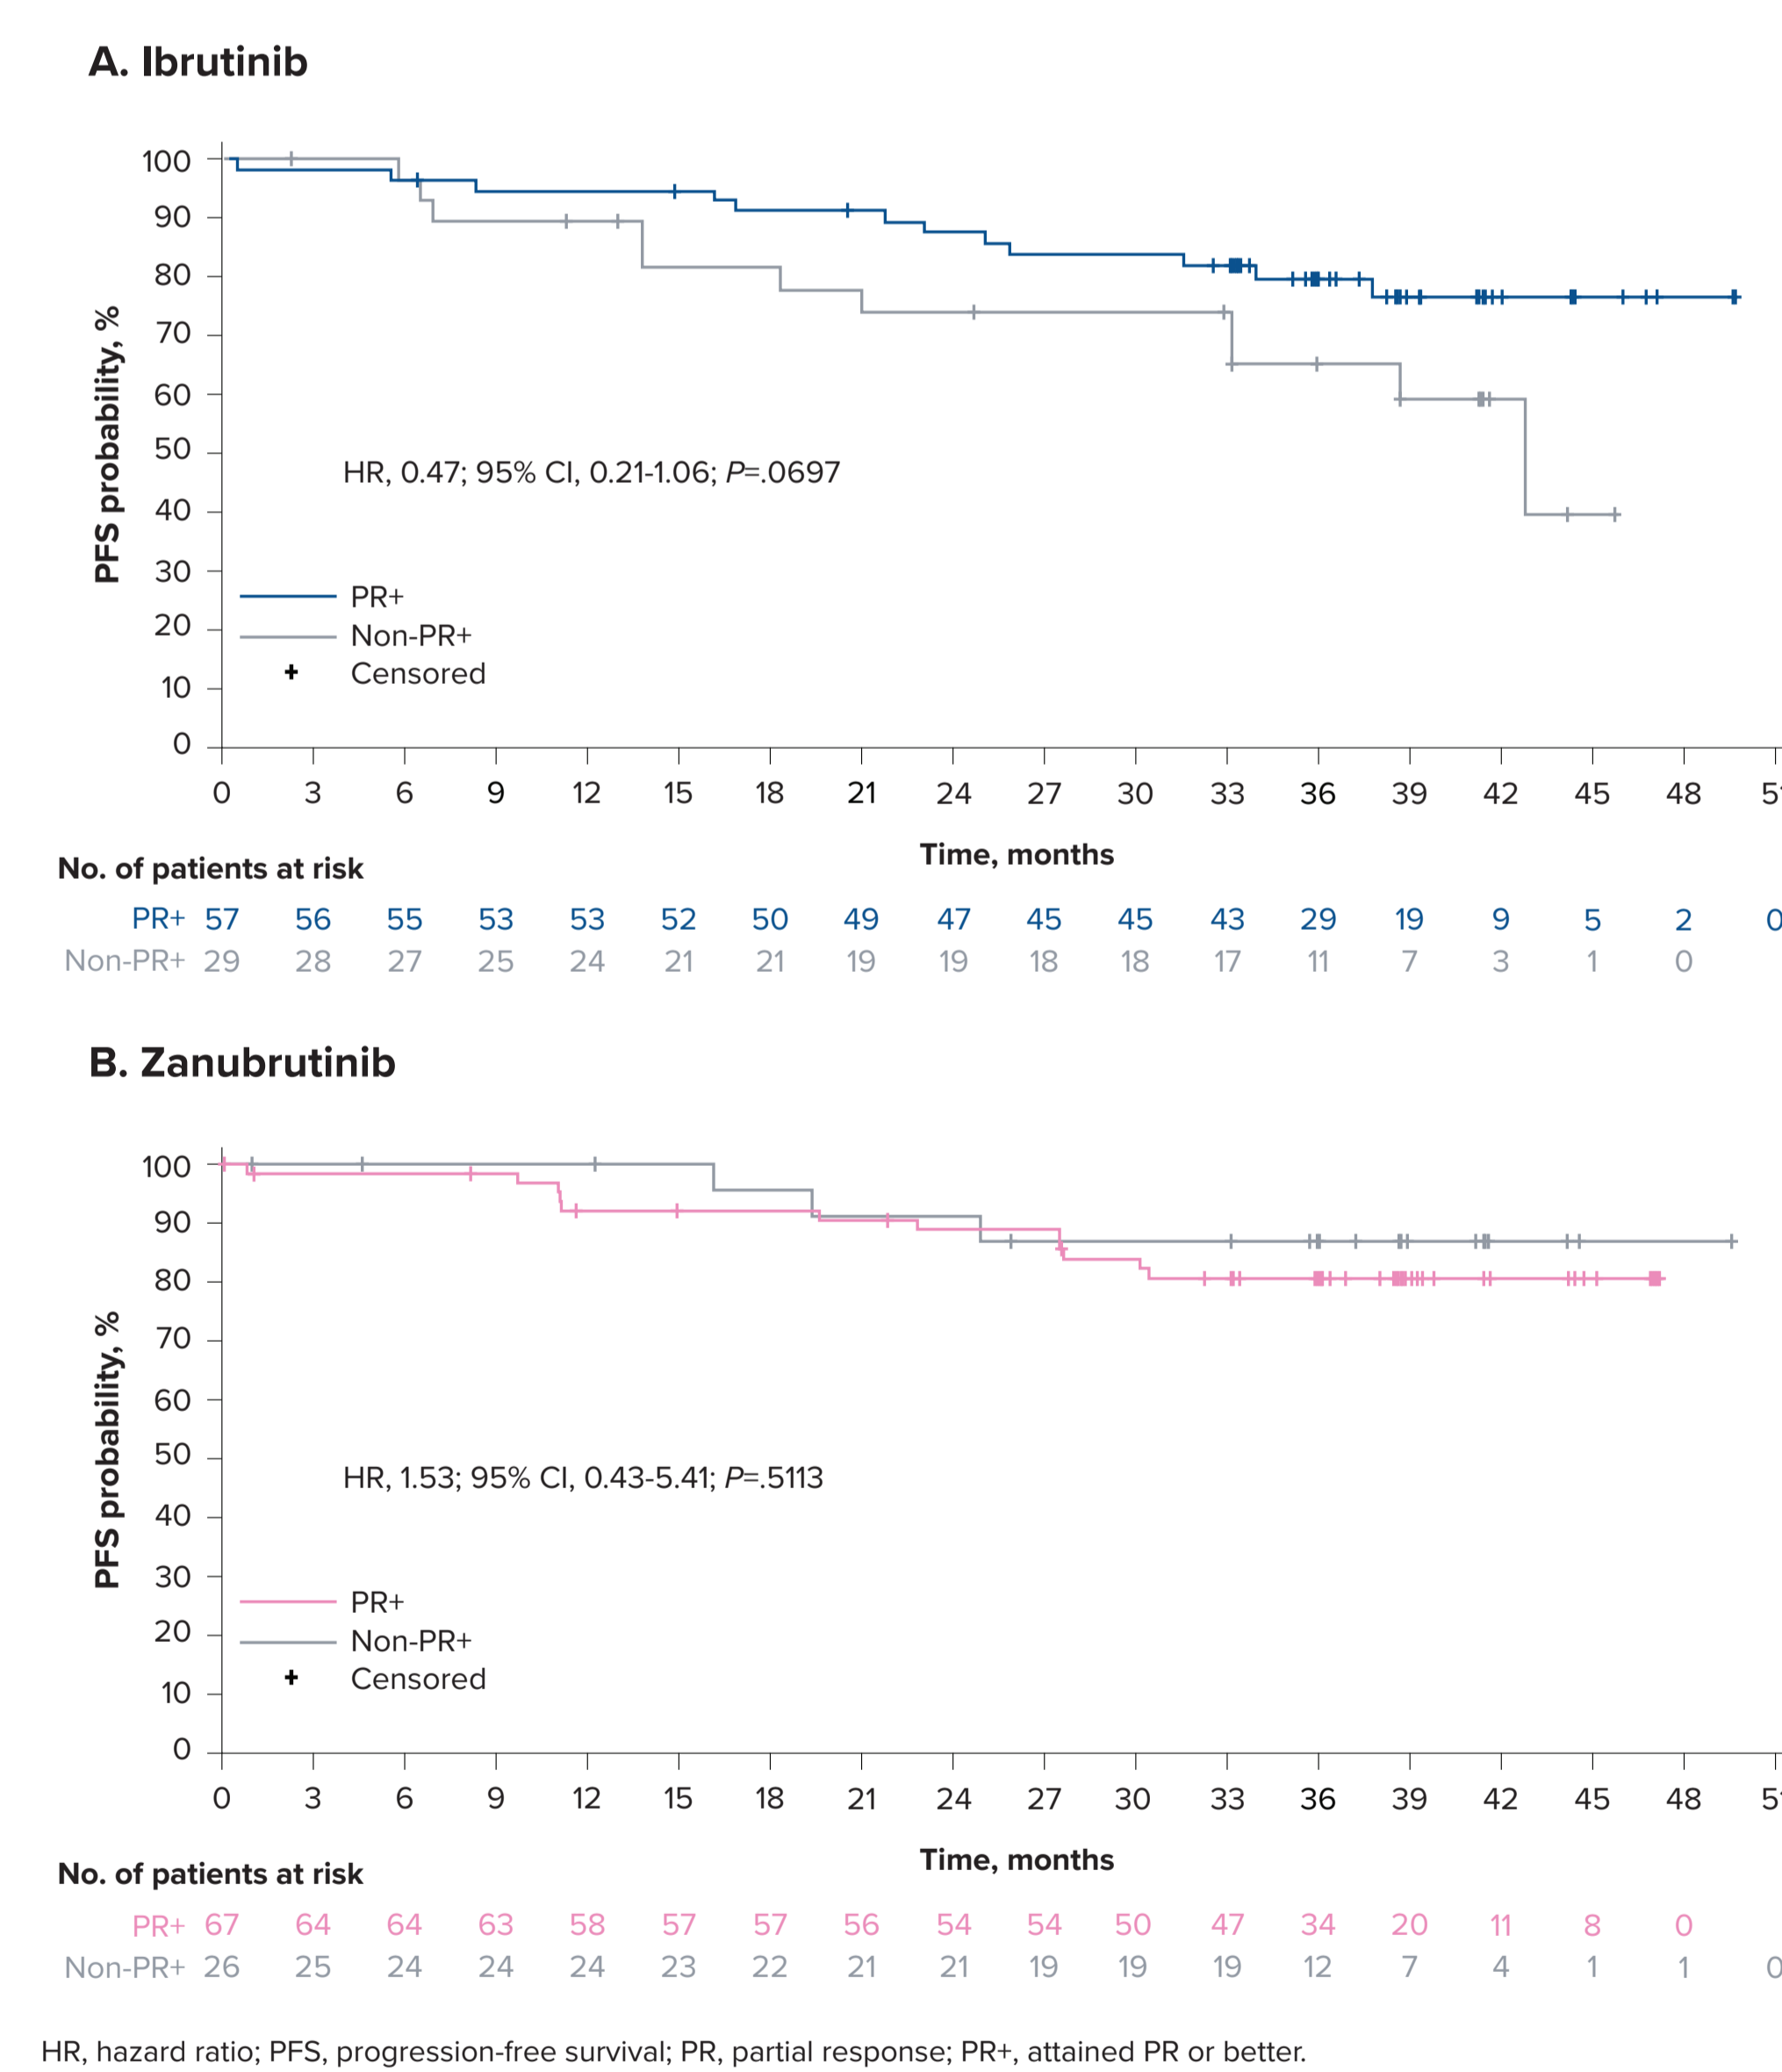 A. Ibrutinib
PFS probability, %
100
90
80
70
60
50
40
30
20
10
0
HR, 0.47; 95% CI, 0.21-1.06; P=.0697
PR+
Non-PR+
Censored
0 3 6 9 12 15 18 21 24 27 30 33 36 39 42 45 48
Time, months
No. of patients at risk
PR+ 57 56 55 53 53 52 50 49 47 45 45 43 29 19 9 5 2 0
Non-PR+ 29 28 27 25 24 21 21 19 19 18 18 17 11 7 3 1 0
B. Zanubrutinib
PFS probability, %
100
90
80
70
60
50
40
30
20
10
0
HR, 1.53; 95% CI, 0.43-5.41; P=.5113
PR+
Non-PR+
Censored
0 3 6 9 12 15 18 21 24 27 30 33 36 39 42 45 48
Time, months
No. of patients at risk
PR+ 67 64 64 63 58 57 57 56 54 54 50 47 34 20 11 8 0
Non-PR+ 26 25 24 24 24 23 22 21 21 19 19 19 12 7 4 1 1 0
HR, hazard ratio; PFS, progression-free survival; PR, partial response; PR+, attained PR or better.